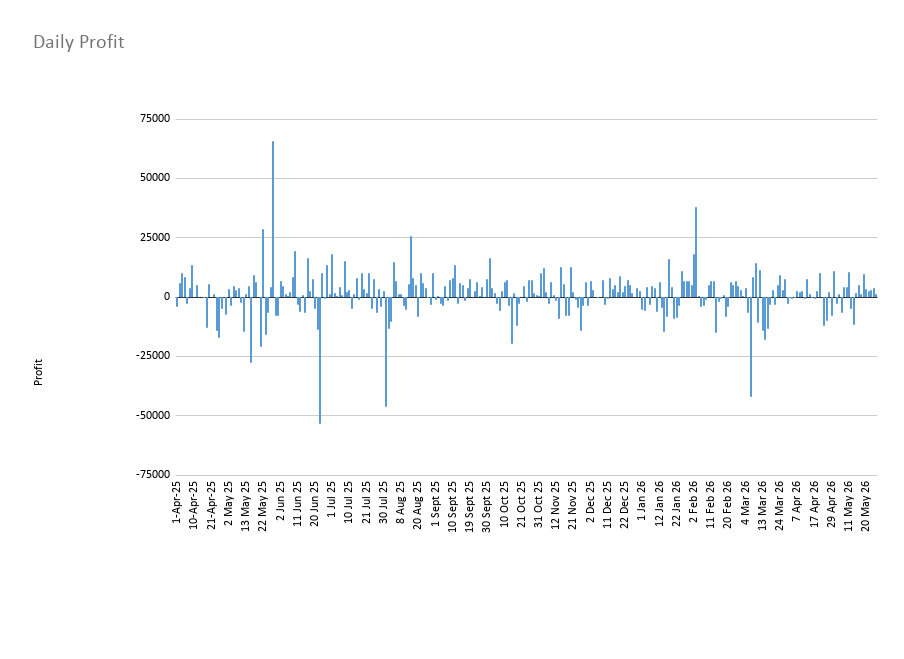 Daily Profit
75000
50000
25000
0
-25000
-50000
-75000
Profit
1-Apr-25
10-Apr-25
21-Apr-25
2 May 25
13 May 25
22 May 25
2 Jun 25
11 Jun 25
20 Jun 25
1 Jul 25
10 Jul 25
21 Jul 25
30 Jul 25
8 Aug 25
20 Aug 25
1 Sept 25
10 Sept 25
19 Sept 25
30 Sept 25
10 Oct 25
21 Oct 25
31 Oct 25
12 Nov 25
21 Nov 25
2 Dec 25
11 Dec 25
22 Dec 25
1 Jan 26
12 Jan 26
22 Jan 26
2 Feb 26
11 Feb 26
20 Feb 26
4 Mar 26
13 Mar 26
24 Mar 26
7 Apr 26
17 Apr 26
29 Apr 26
11 May 26
20 May 26